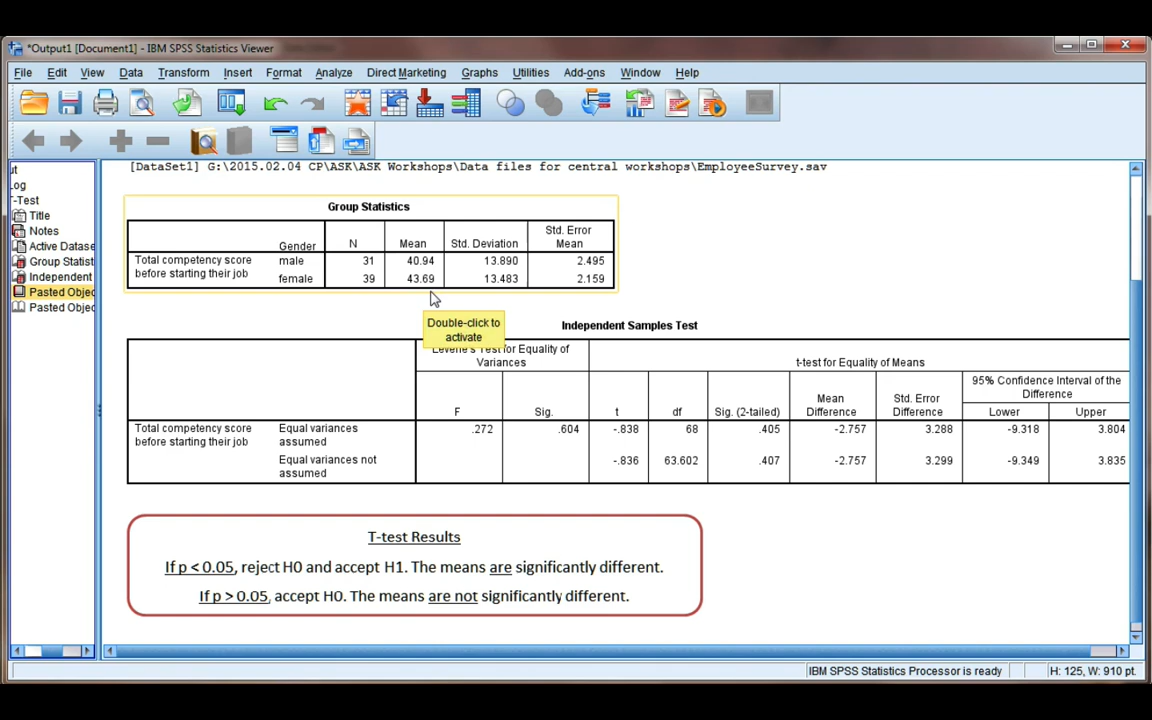 *Output1 [Document1] - IBM SPSS Statistics Viewer
File Edit View Data Transform Insert Format Analyze Direct Marketing Graphs Utilities Add-ons Window Help
ut
Log
T-Test
Title
Notes
Active Datase
Group Statist
Independent
Pasted Objec
Pasted Objec
[DataSet1] G:\2015.02.04 CP\ASK\ASK Workshops\Data files for central workshops\EmployeeSurvey.sav
Group Statistics
Gender N Mean Std. Deviation Std. Error Mean
Total competency score before starting their job male 31 40.94 13.890 2.495
female 39 43.69 13.483 2.159
Double-click to
activate
Independent Samples Test
Levene's Test for Equality of Variances t-test for Equality of Means
95% Confidence Interval of the Difference
F Sig. t df Sig. (2-tailed) Mean Difference Std. Error Difference Lower Upper
Total competency score before starting their job Equal variances assumed .272 .604 -.838 68 .405 -2.757 3.288 -9.318 3.804
Equal variances not assumed -.836 63.602 .407 -2.757 3.299 -9.349 3.835
T-test Results
If p < 0.05, reject H0 and accept H1. The means are significantly different.
If p > 0.05, accept H0. The means are not significantly different.
IBM SPSS Statistics Processor is ready H: 125, W: 910 pt.